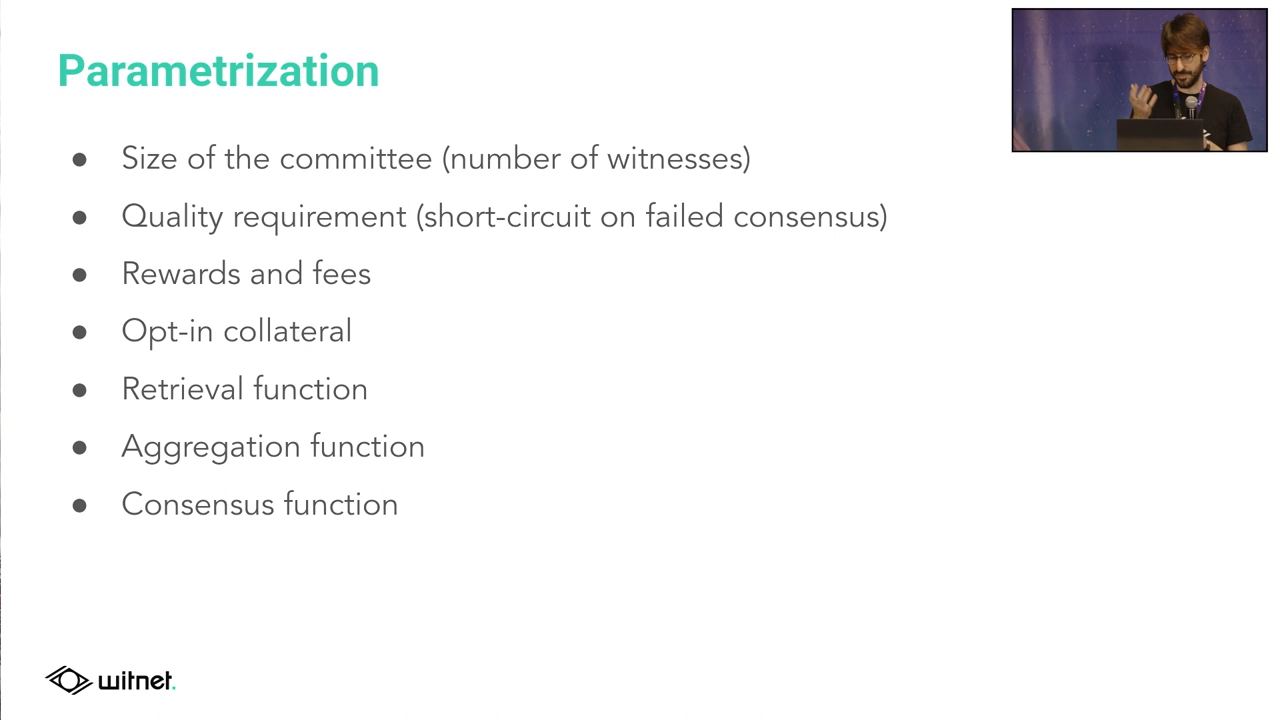 Parametrization
● Size of the committee (number of witnesses)
● Quality requirement (short-circuit on failed consensus)
● Rewards and fees
● Opt-in collateral
● Retrieval function
● Aggregation function
● Consensus function
witnet.